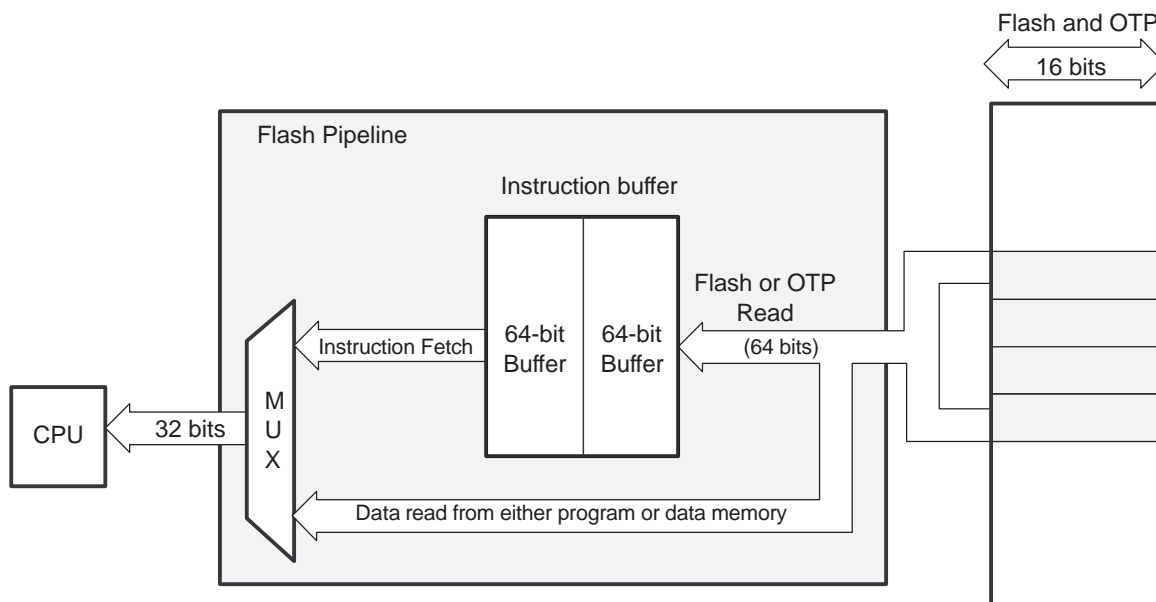 Flash and OTP
16 bits
Flash Pipeline
Instruction buffer
Flash or OTP
Read
(64 bits)
64-bit
Buffer
64-bit
Buffer
Instruction Fetch
M
U
X
CPU
32 bits
Data read from either program or data memory